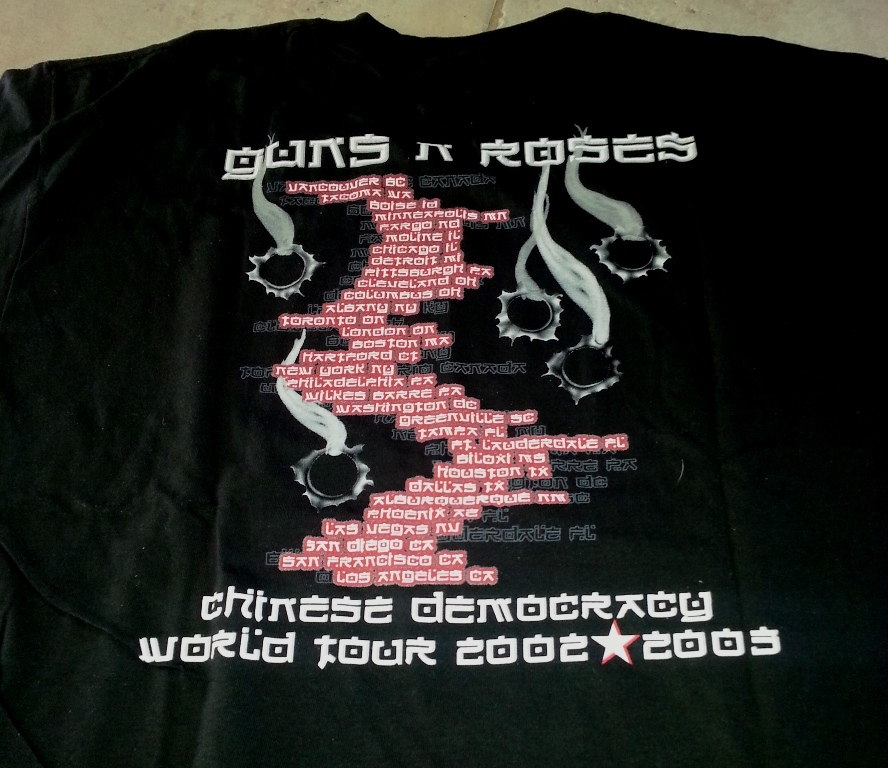 GUNS N ROSES
VANCOUVER BC
TACOMA WA
BOISE ID
MINNEAPOLIS MN
FARGO ND
MOLINE IL
CHICAGO IL
DETROIT MI
PITTSBURGH PA
CLEVELAND OH
COLUMBUS OH
ALBANY NY
TORONTO ON
LONDON ON
BOSTON MA
HARTFORD CT
NEW YORK NY
PHILADELPHIA PA
WILKES BARRE PA
WASHINGTON DC
GREENVILLE SC
TAMPA FL
FT. LAUDERDALE FL
BILOXI MS
HOUSTON TX
DALLAS TX
ALBURQUERQUE NM
PHOENIX AZ
LAS VEGAS NV
SAN DIEGO CA
SAN FRANCISCO CA
LOS ANGELES CA
CHINESE DEMOCRACY
WORLD TOUR 2002★2003